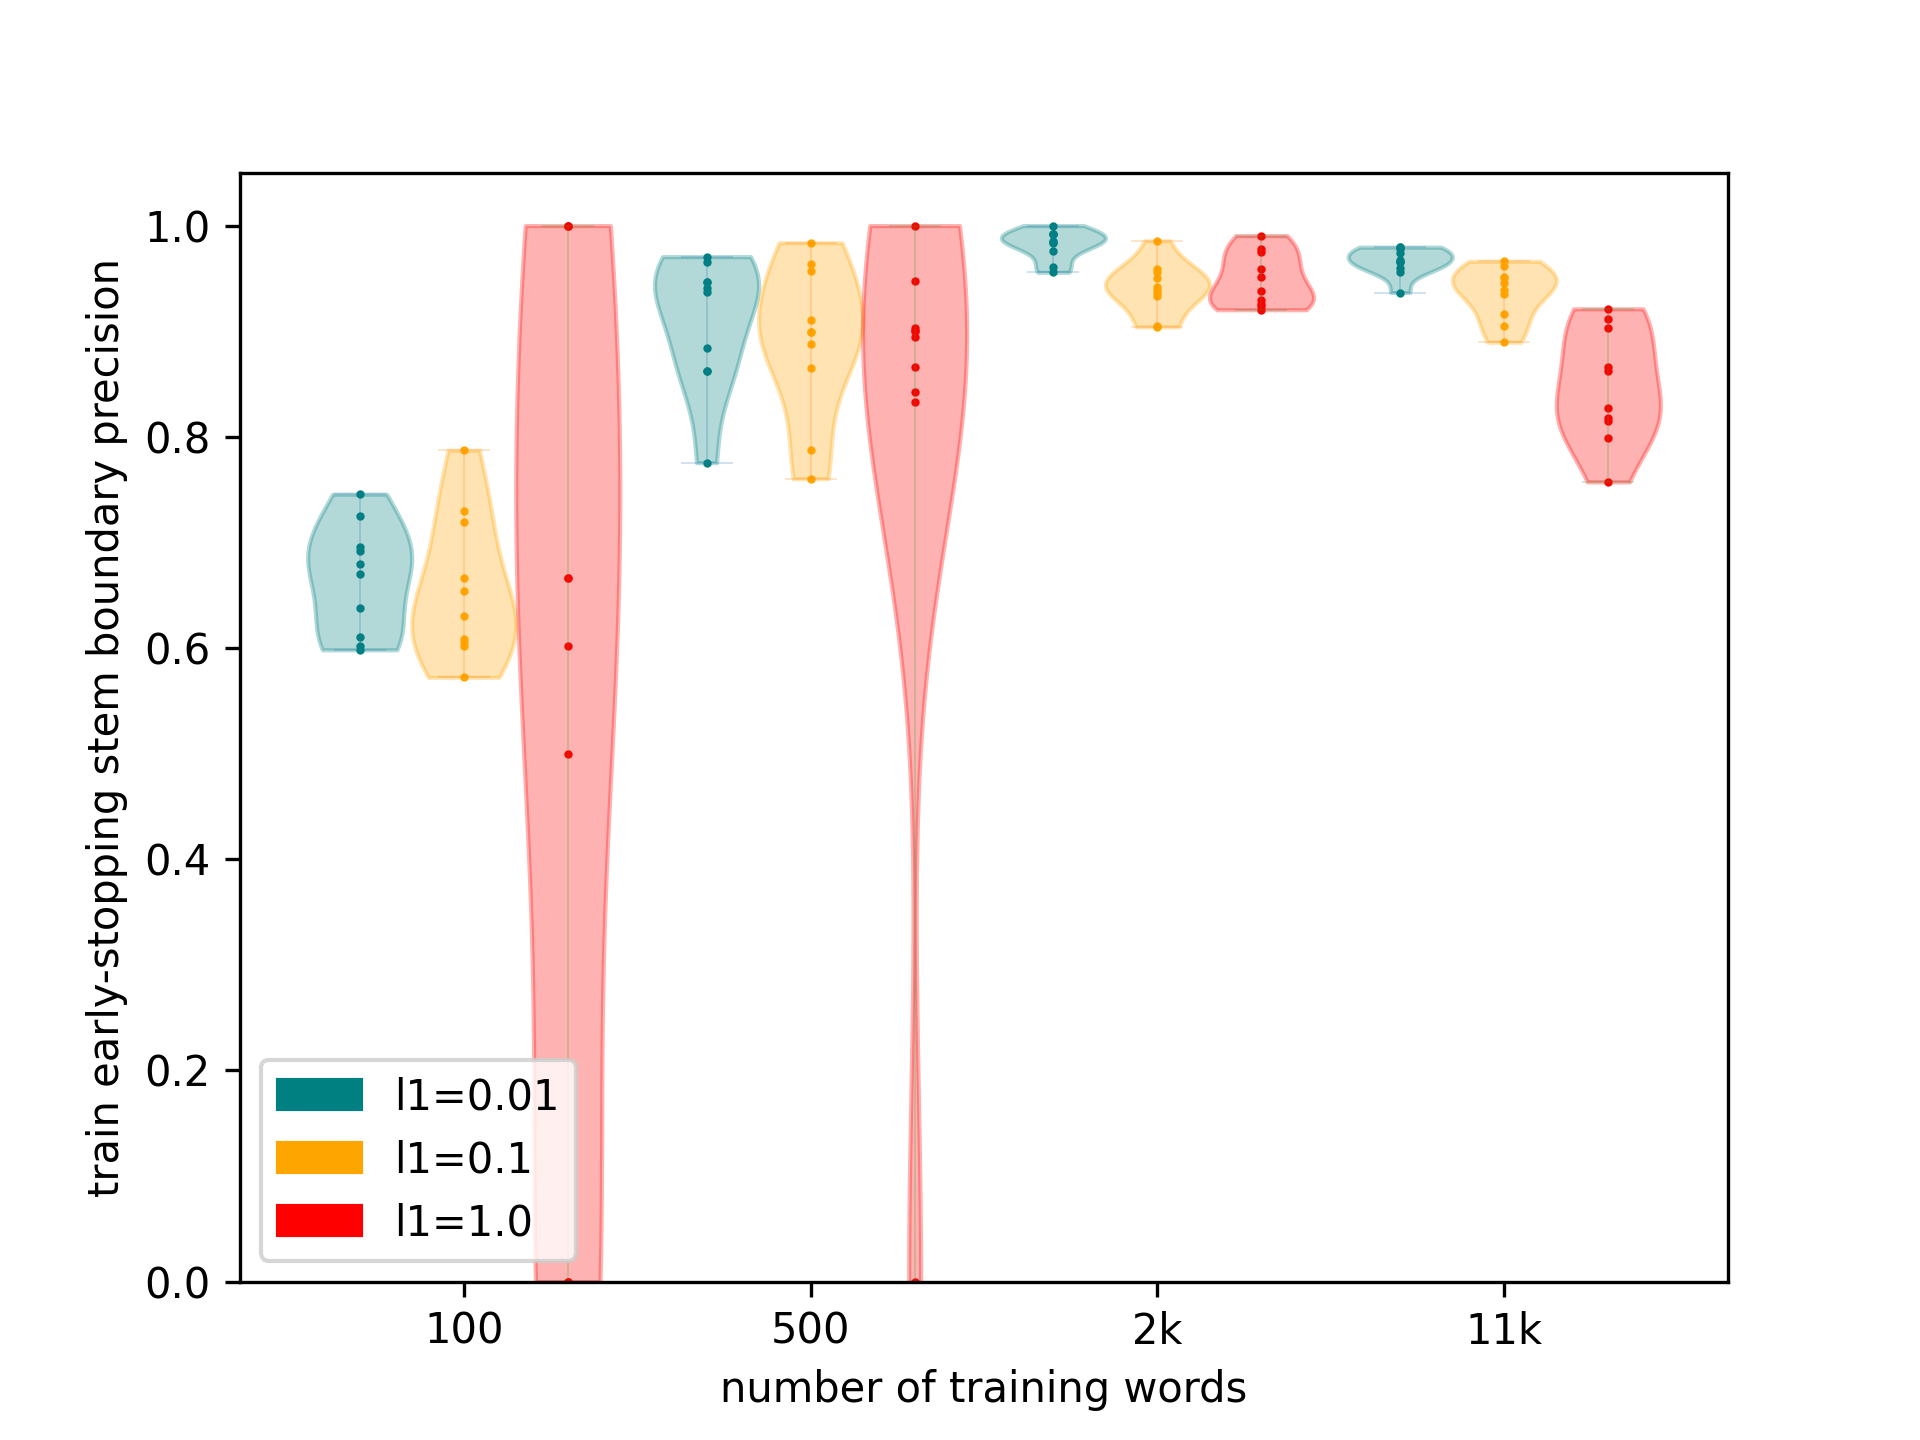 train early-stopping stem boundary precision
1.0
0.8
0.6
0.4
0.2
0.0
l1=0.01
l1=0.1
l1=1.0
100 500 2k 11k
number of training words